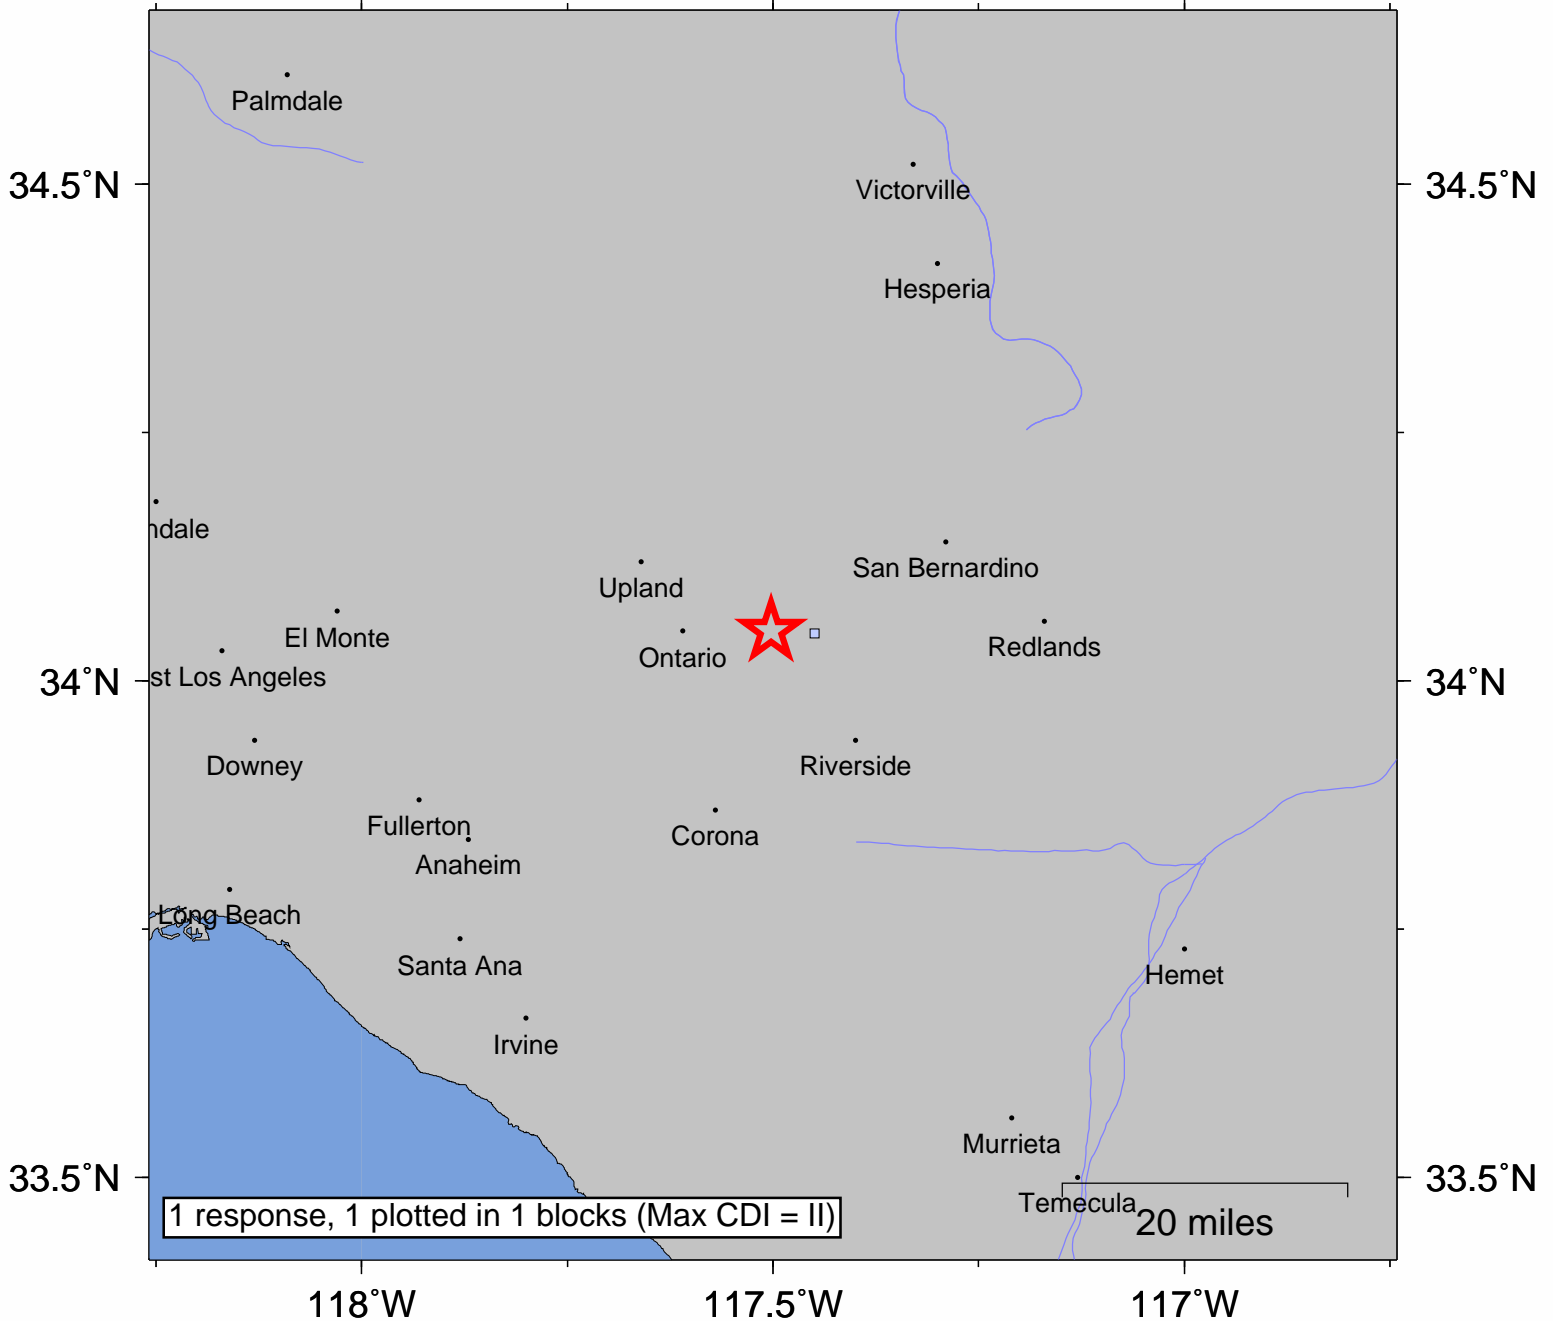 Palmdale
34.5°N
34.5°N
Victorville
Hesperia
ndale
San Bernardino
Upland
El Monte
Redlands
Ontario
st Los Angeles
34°N
34°N
Downey
Riverside
Fullerton
Corona
Anaheim
Long Beach
Santa Ana
Hemet
Irvine
Murrieta
33.5°N
33.5°N
Temecula
1 response, 1 plotted in 1 blocks (Max CDI = II)
20 miles
118°W
117.5°W
117°W